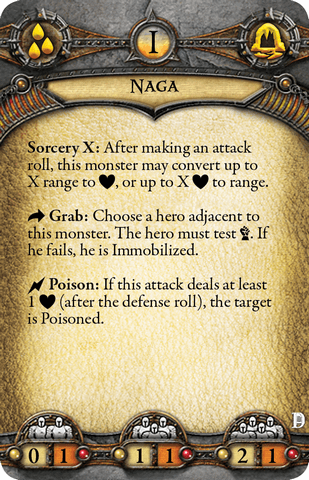 I
NAGA
Sorcery X: After making an attack
roll, this monster may convert up to
X range to ♥, or up to X ♥ to range.
Grab: Choose a hero adjacent to
this monster. The hero must test. If
he fails, he is Immobilized.
Poison: If this attack deals at least
1 ♥ (after the defense roll), the target
is Poisoned.
D
0 1 1 1 2 1